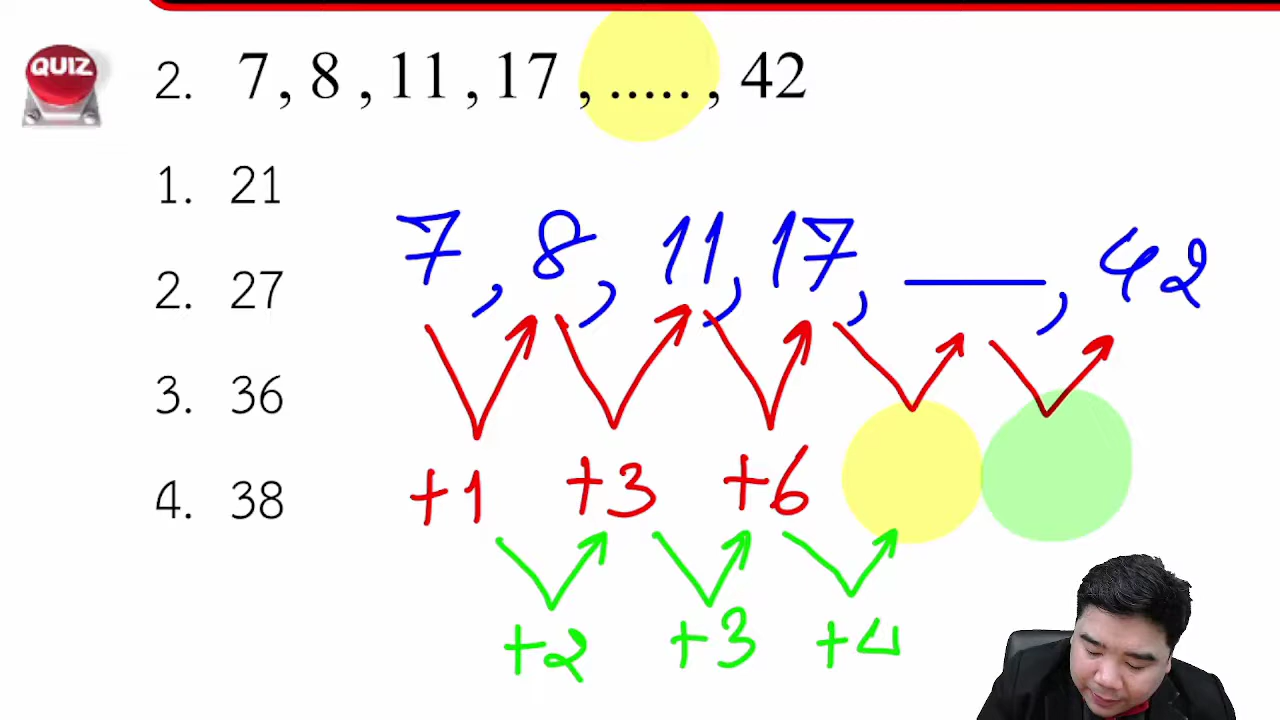 QUIZ
2. 7 , 8 , 11 , 17 , ..... , 42
1. 21
2. 27
3. 36
4. 38
7, 8, 11, 17, ___, 42
+1 +3 +6
+2 +3 +4